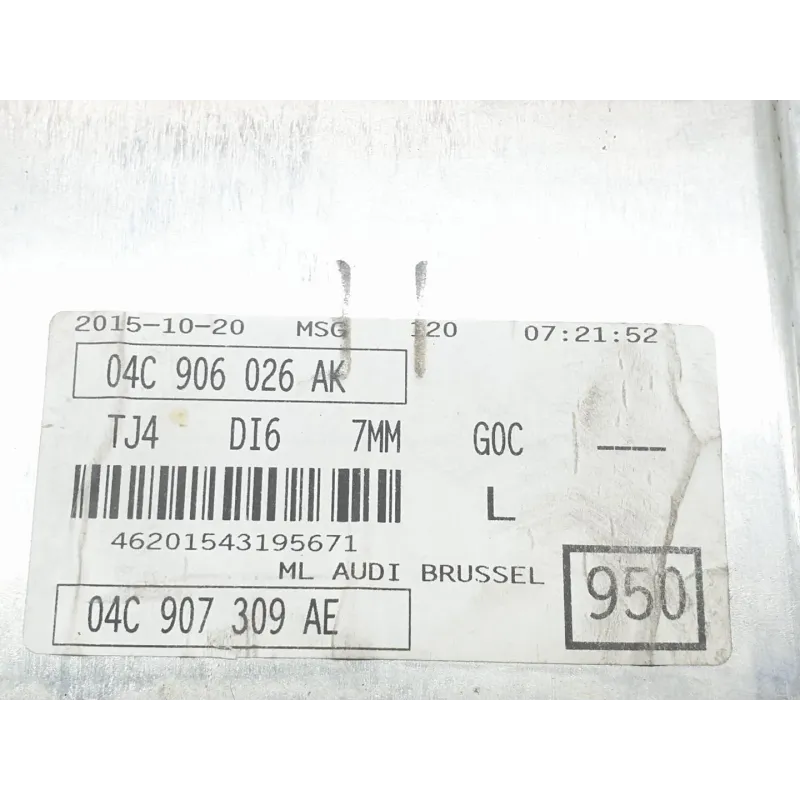 2015-10-20 MSG 120 07:21:52
04C 906 026 AK
TJ4 DI6 7MM G0C ---
L
46201543195671
ML AUDI BRUSSEL
950
04C 907 309 AE